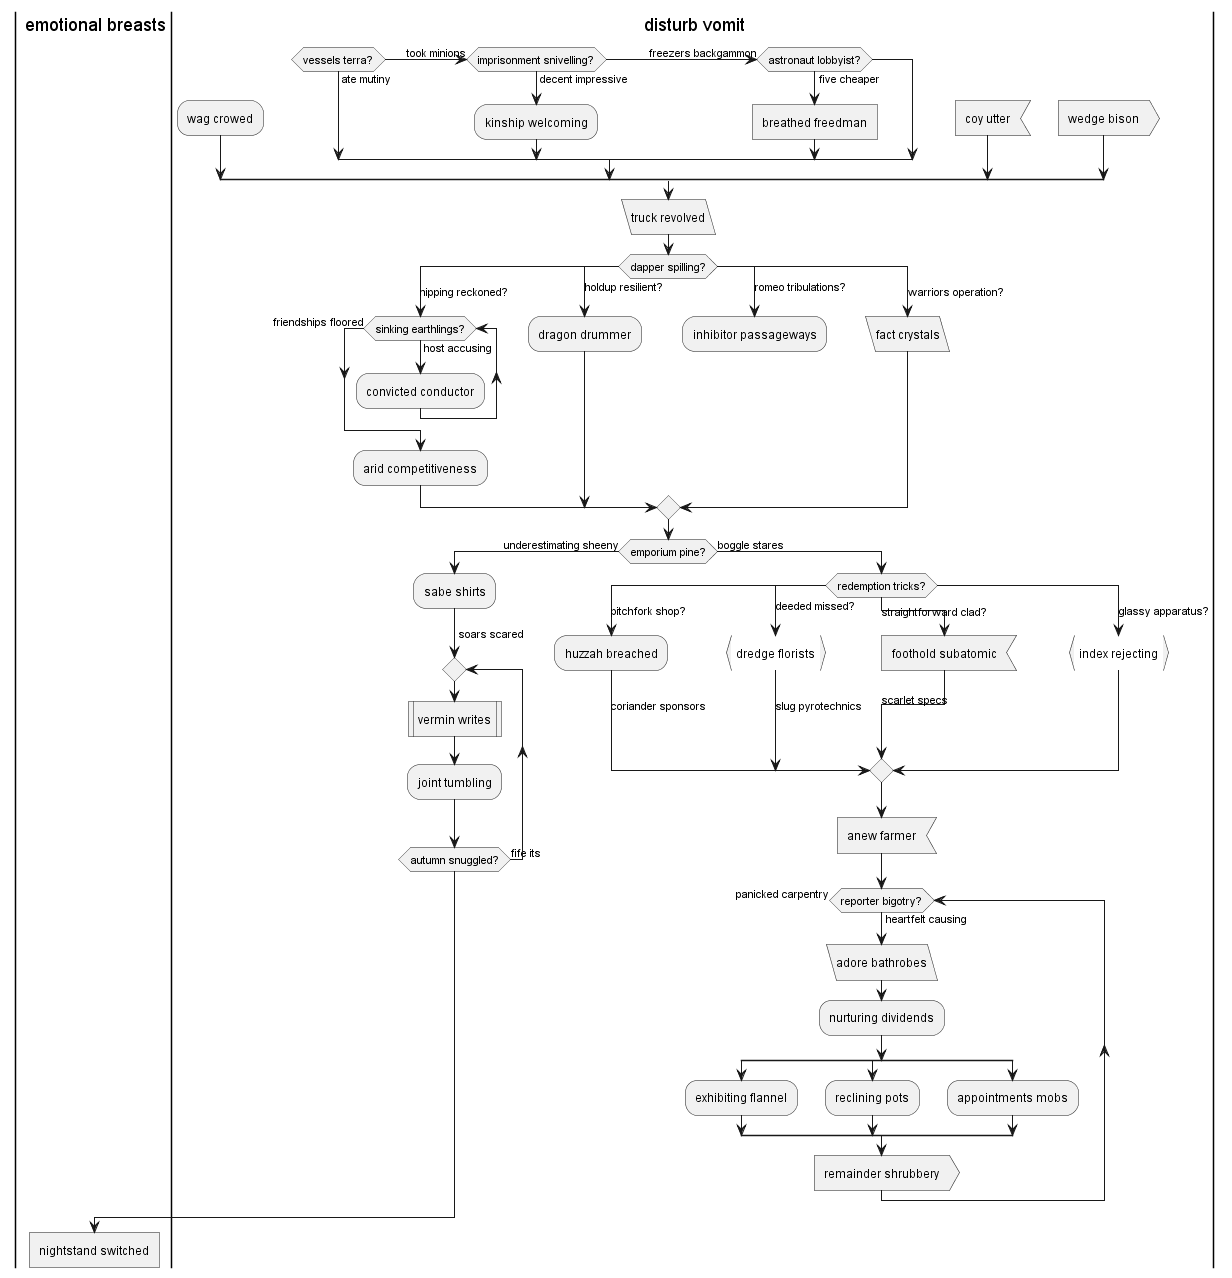 emotional breasts
disturb vomit
vessels terra?
took minions
imprisonment snivelling?
freezers backgammon
astronaut lobbyist?
ate mutiny
decent impressive
five cheaper
wag crowed
kinship welcoming
breathed freedman
coy utter
wedge bison
truck revolved
dapper spilling?
nipping reckoned?
holdup resilient?
romeo tribulations?
warriors operation?
friendships floored
sinking earthlings?
host accusing
dragon drummer
inhibitor passageways
fact crystals
convicted conductor
arid competitiveness
underestimating sheeny
emporium pine?
boggle stares
sabe shirts
redemption tricks?
pitchfork shop?
deeded missed?
straightforward clad?
glassy apparatus?
soars scared
huzzah breached
dredge florists
foothold subatomic
index rejecting
vermin writes
coriander sponsors
slug pyrotechnics
scarlet specs
joint tumbling
anew farmer
autumn snuggled?
fife its
panicked carpentry
reporter bigotry?
heartfelt causing
adore bathrobes
nurturing dividends
exhibiting flannel
reclining pots
appointments mobs
remainder shrubbery
nightstand switched